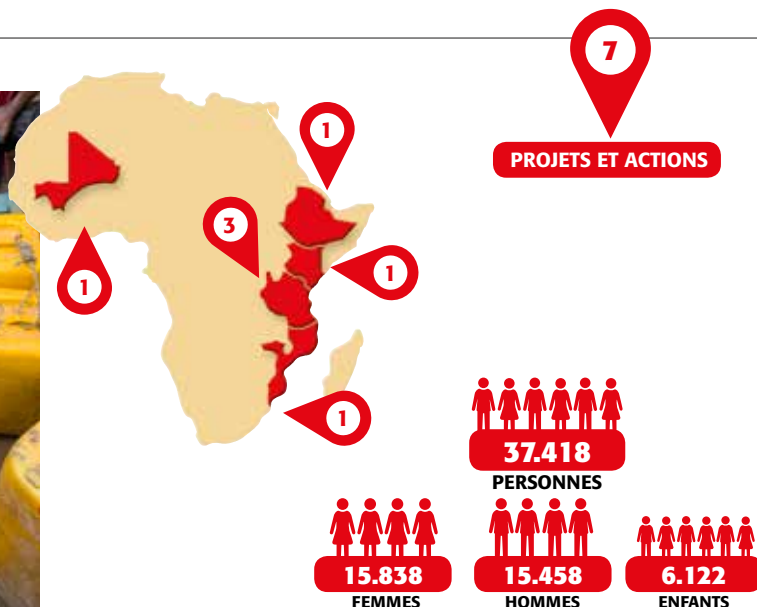 7
PROJETS ET ACTIONS
1
3
1
1
1
37.418
PERSONNES
15.838
FEMMES
15.458
HOMMES
6.122
ENFANTS